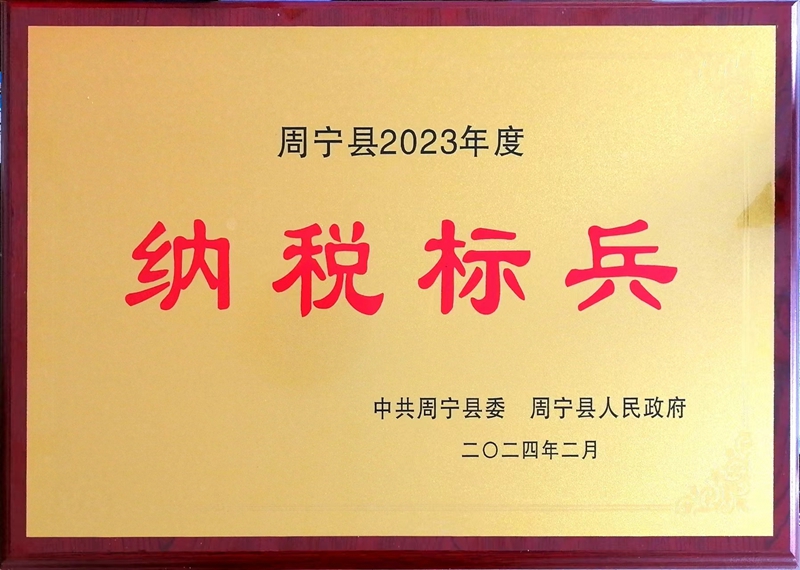 周宁县2023年度
纳税标兵
中共周宁县委 周宁县人民政府
二〇二四年二月